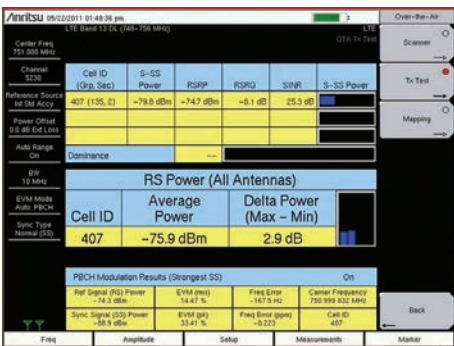 Anritsu 05/22/2011 01:48:36 pm
Over-the-Air
LTE Band 13 DL (746-756 MHz)
LTE
OTA Tx Test
Center Freq
751.000 MHz
Channel
5230
Reference Source
Int Std Accy
Power Offset
0.0 dB Ext Loss
Auto Range
On
BW
10 MHz
EVM Mode
Auto: PBCH
Sync Type
Normal (SS)
Cell ID
(Grp, Sec)
S-SS
Power
RSRP
RSRQ
SINR
S-SS Power
407 (135, 2)
-79.8 dBm
-74.7 dBm
-8.1 dB
25.3 dB
Dominance
--
RS Power (All Antennas)
Cell ID
Average
Power
Delta Power
(Max - Min)
407
-75.9 dBm
2.9 dB
PBCH Modulation Results (Strongest SS)
On
Ref Signal (RS) Power
-74.3 dBm
EVM (rms)
14.47 %
Freq Error
-167.5 Hz
Carrier Frequency
750.999 832 MHz
Sync Signal (SS) Power
-80.9 dBm
EVM (pk)
33.41 %
Freq Error (ppm)
-0.223
Cell ID
407
Scanner
Tx Test
Mapping
Back
Freq
Amplitude
Setup
Measurements
Marker